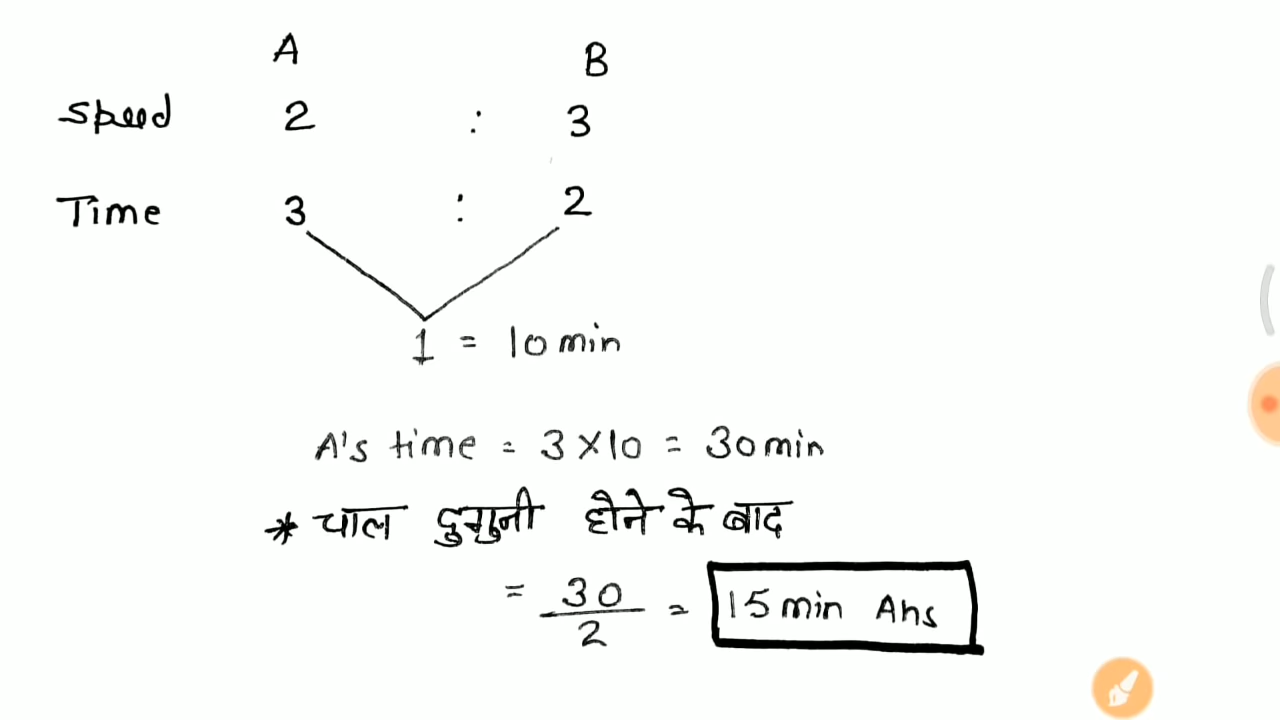 A B
Speed 2 : 3
Time 3 : 2
1 = 10 min
A's time = 3×10 = 30 min
* चाल दुगुनी होने के बाद
= 30/2 = 15 min Ans